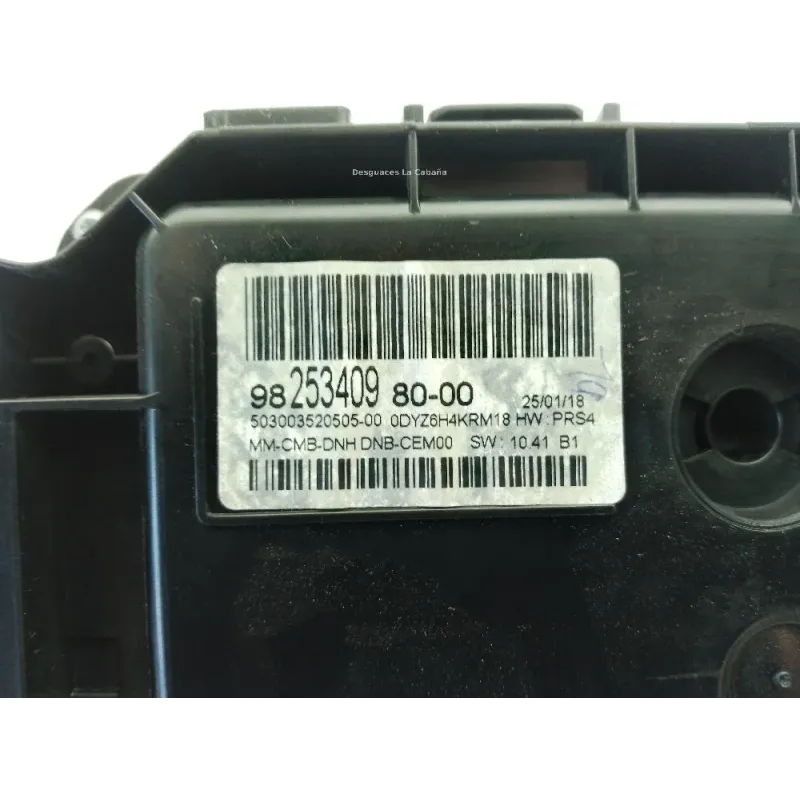 Desguaces La Cabaña
98 253409 80-00 25/01/18
503003520505-00 0DYZ6H4KRM18 HW: PRS4
MM-CMB-DNH DNB-CEM00 SW: 10.41 B1